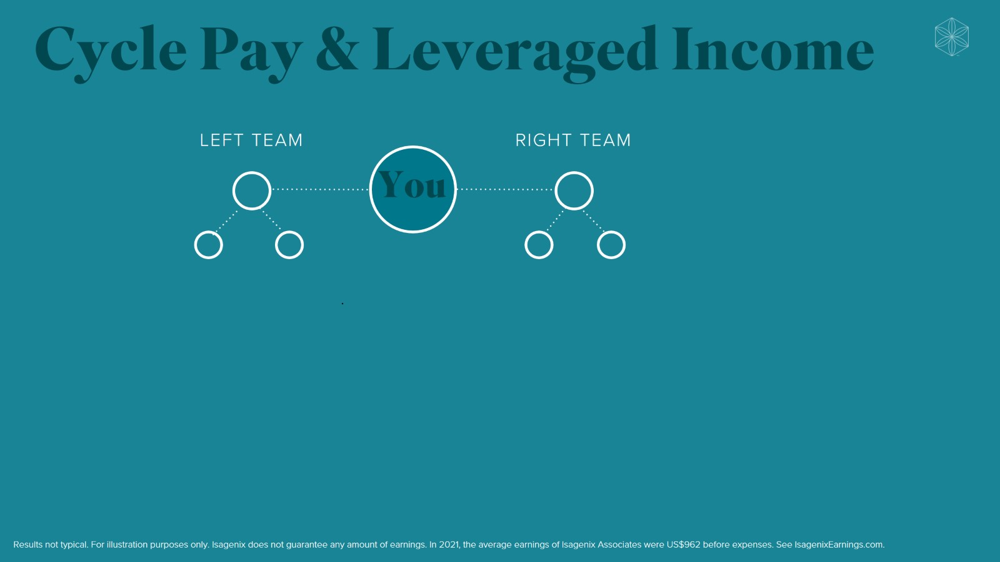 Cycle Pay & Leveraged Income
LEFT TEAM
RIGHT TEAM
You
Results not typical. For illustration purposes only. Isagenix does not guarantee any amount of earnings. In 2021, the average earnings of Isagenix Associates were US$962 before expenses. See IsagenixEarnings.com.